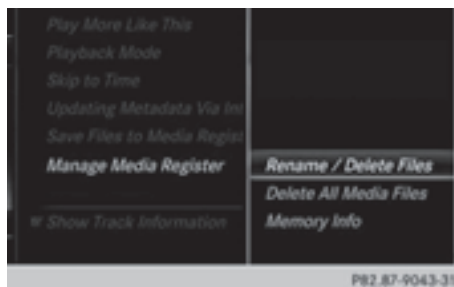 Play More Like This
Playback Mode
Skip to Time
Updating Metadata Via Int
Save Files to Media Regist
Manage Media Register
Show Track Information
Rename / Delete Files
Delete All Media Files
Memory Info
P82.87-9043-31